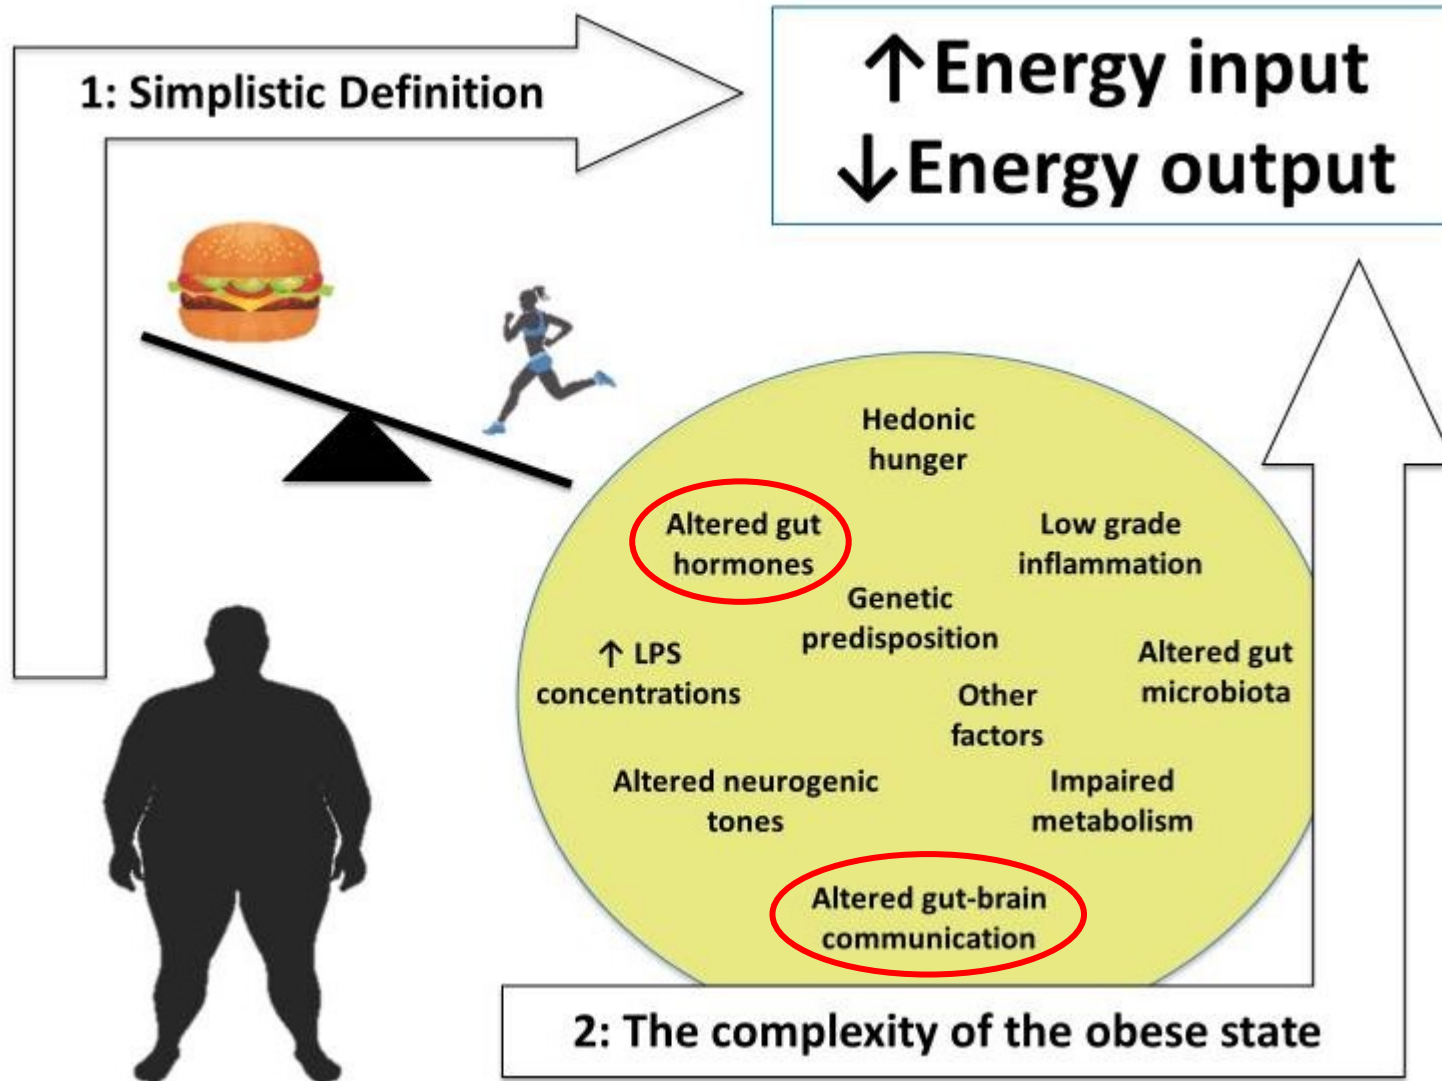 1: Simplistic Definition
↑Energy input
↓Energy output
Hedonic
hunger
Altered gut
hormones
Low grade
inflammation
Genetic
predisposition
↑ LPS
concentrations
Altered gut
microbiota
Other
factors
Altered neurogenic
tones
Impaired
metabolism
Altered gut-brain
communication
2: The complexity of the obese state